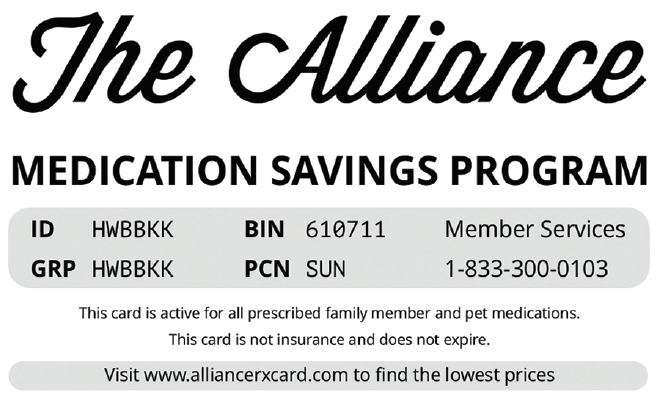 The Alliance
MEDICATION SAVINGS PROGRAM
ID HWBBKK BIN 610711 Member Services
GRP HWBBKK PCN SUN 1-833-300-0103
This card is active for all prescribed family member and pet medications.
This card is not insurance and does not expire.
Visit www.alliancerxcard.com to find the lowest prices